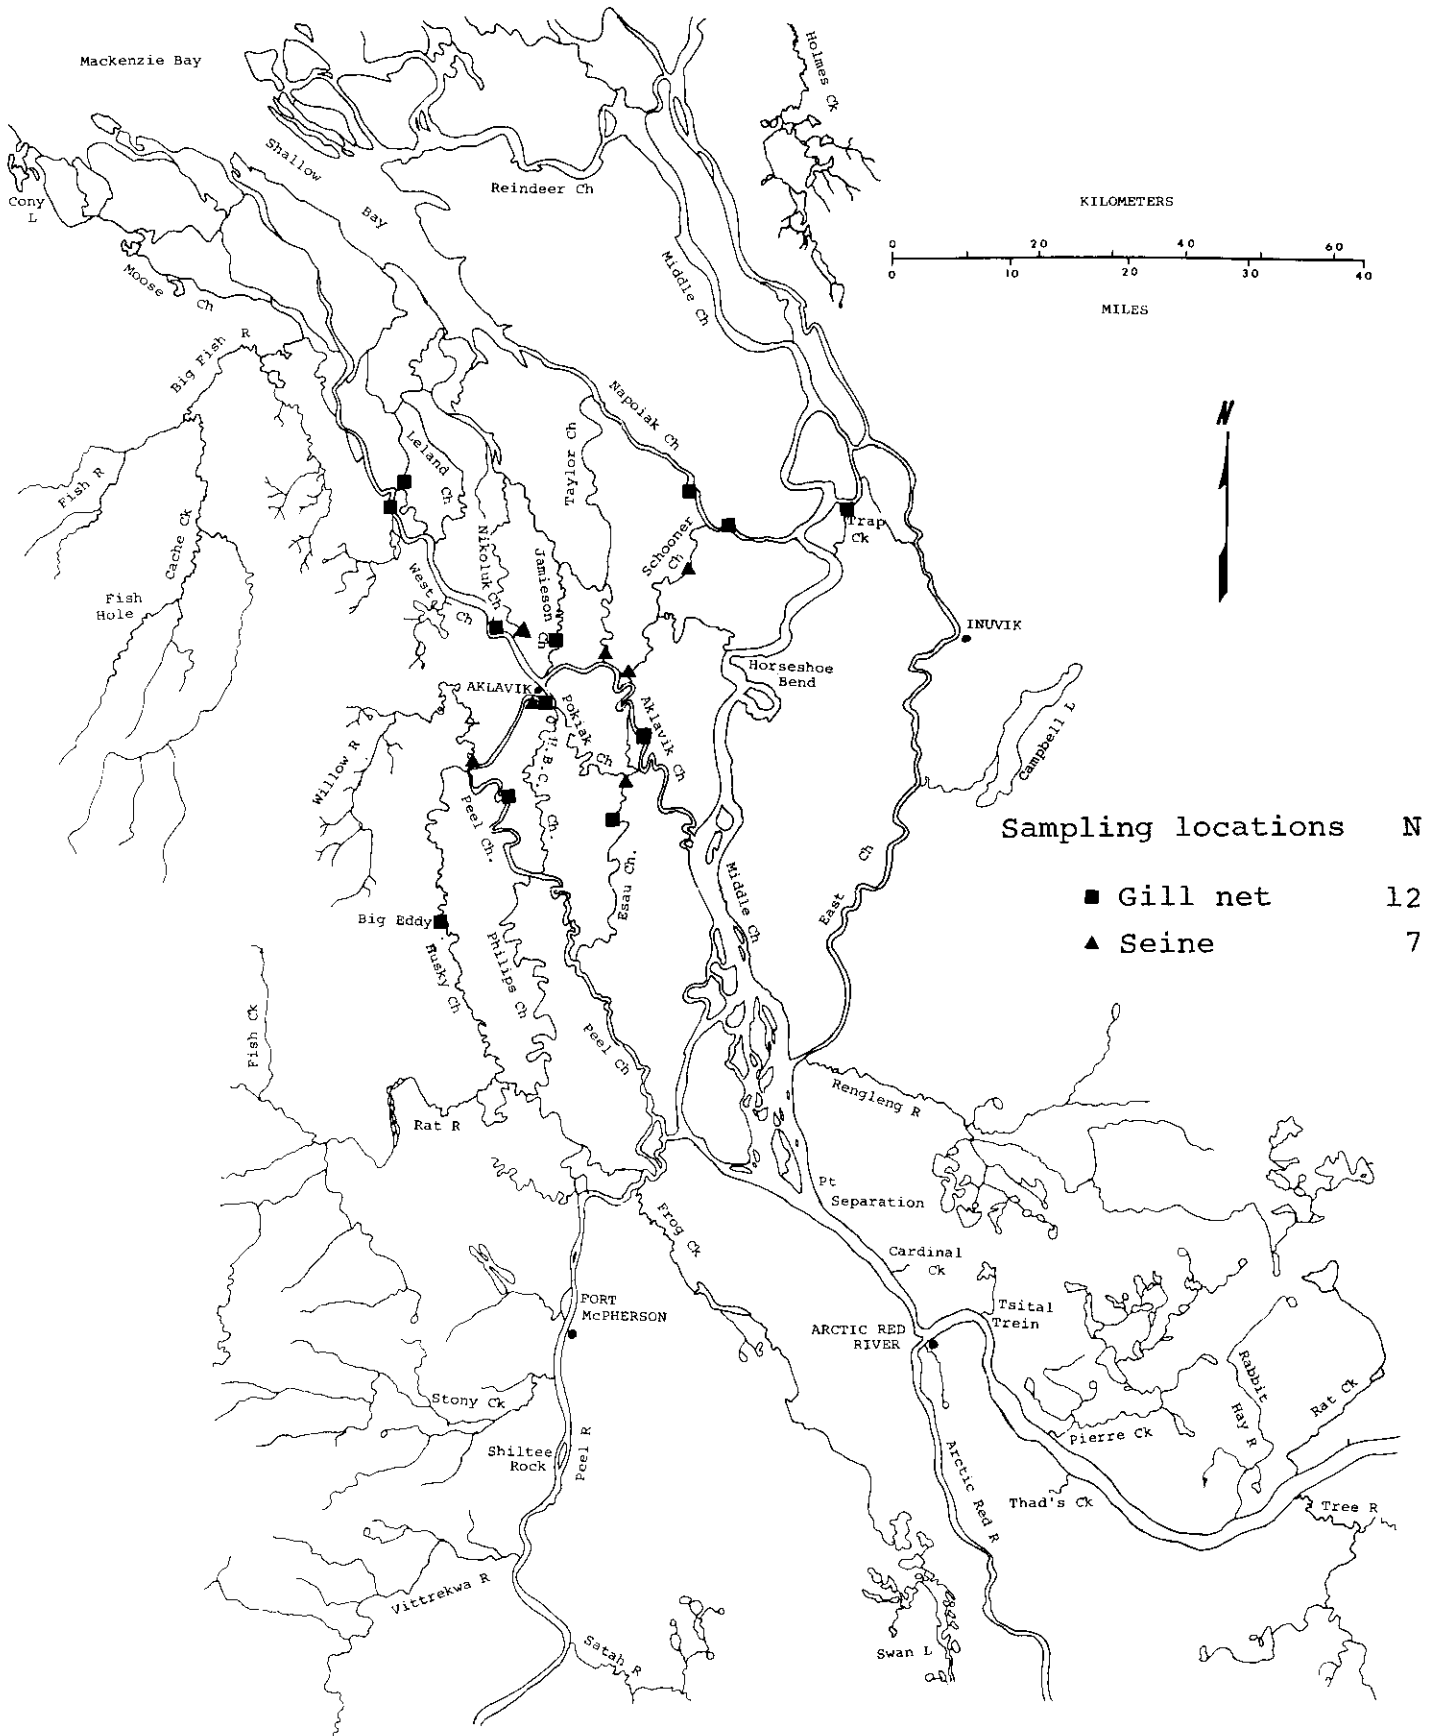 Mackenzie Bay
Holmes Ck
Shallow
Bay
Reindeer Ch
Cony
L
KILOMETERS
0 20 40 60
0 10 20 30 40
MILES
Moose Ch
Middle Ch
Big Fish R
N
Napoiak Ch
Taylor Ch
Leland Ch
Fish R
Cache Ck
Nikoluk Ch
Jamieson Ch
Schooner
Ch
Trap
Ck
West Ch
Fish
Hole
INUVIK
Horseshoe
Bend
AKLAVIK
Pokiak Ch
Aklavik Ch
H.B.C. Ch.
Campbell L
Willow R
Peel Ch.
Sampling locations N
■ Gill net 12
▲ Seine 7
East Ch
Middle Ch
Esau Ch.
Big Eddy
Husky Ch
Philips Ch
Fish Ck
Peel Ch
Rengleng R
Rat R
Pt
Separation
Frog Ck
Cardinal
Ck
FORT
McPHERSON
Tsital
Trein
ARCTIC RED
RIVER
Rabbit
Hay R
Rat Ck
Stony Ck
Pierre Ck
Shiltee
Rock
Peel R
Arctic Red R
Thad's Ck
Tree R
Vittrekwa R
Satah R
Swan L